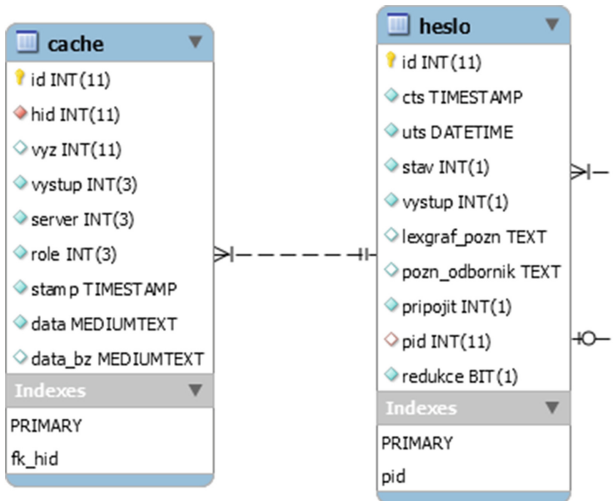 cache
id INT(11)
hid INT(11)
vyz INT(11)
vystup INT(3)
server INT(3)
role INT(3)
stamp TIMESTAMP
data MEDIUMTEXT
data_bz MEDIUMTEXT
Indexes
PRIMARY
fk_hid
heslo
id INT(11)
cts TIMESTAMP
uts DATETIME
stav INT(1)
vystup INT(1)
lexgraf_pozn TEXT
pozn_odbornik TEXT
pripojit INT(1)
pid INT(11)
redukce BIT(1)
Indexes
PRIMARY
pid